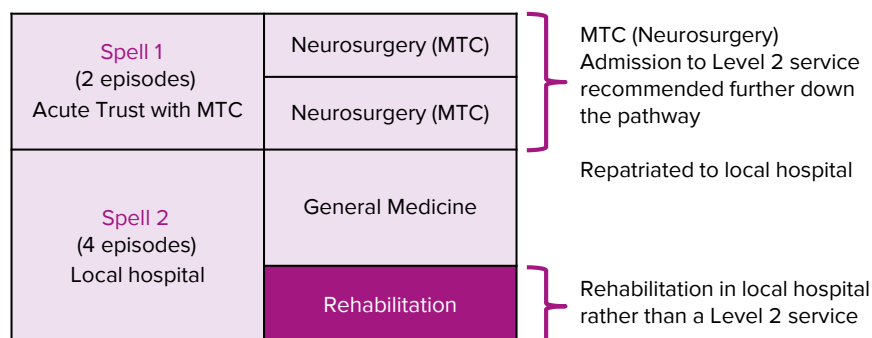 Spell 1
(2 episodes)
Acute Trust with MTC
Neurosurgery (MTC)
Neurosurgery (MTC)
MTC (Neurosurgery)
Admission to Level 2 service
recommended further down
the pathway
Repatriated to local hospital
Spell 2
(4 episodes)
Local hospital
General Medicine
Rehabilitation
Rehabilitation in local hospital
rather than a Level 2 service